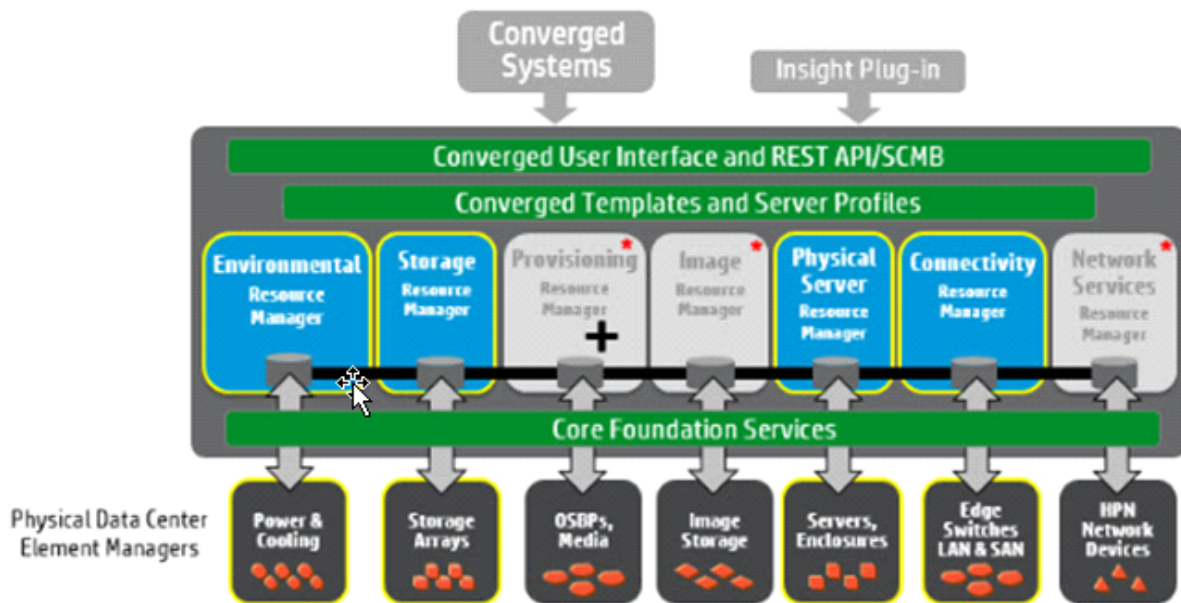 Converged
Systems
Insight Plug-in
Converged User Interface and REST API/SCMB
Converged Templates and Server Profiles
Environmental
Resource
Manager
Storage
Resource
Manager
Provisioning *
Resource
Manager
Image *
Resource
Manager
Physical
Server
Resource
Manager
Connectivity
Resource
Manager
Network *
Services
Resource
Manager
Core Foundation Services
Physical Data Center
Element Managers
Power &
Cooling
Storage
Arrays
OSBPs,
Media
Image
Storage
Servers,
Enclosures
Edge
Switches
LAN & SAN
HPN
Network
Devices